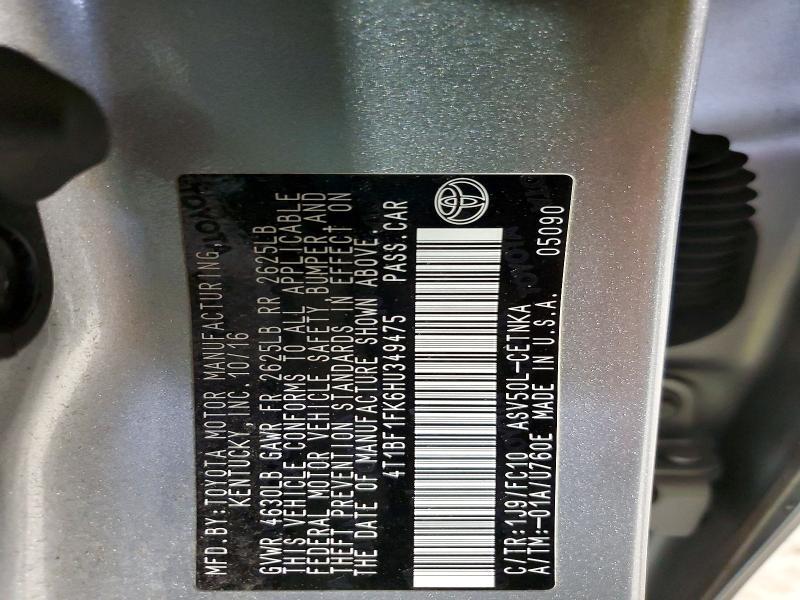 MFD.BY:TOYOTA MOTOR MANUFACTURING,
KENTUCKY, INC. 10/16
GVWR 4630LB GAWR FR 2625LB RR 2625LB
THIS VEHICLE CONFORMS TO ALL APPLICABLE
FEDERAL MOTOR VEHICLE SAFETY, BUMPER AND
THEFT PREVENTION STANDARDS IN EFFECT ON
THE DATE OF MANUFACTURE SHOWN ABOVE.
4T1BF1FK6HU349475 PASS.CAR
C/TR:1J9/FC10 ASV50L-CETNKA
A/TM:-01A/U760E MADE IN U.S.A. 05090